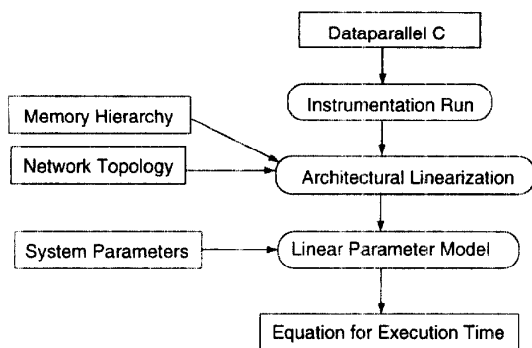 Dataparallel C
Instrumentation Run
Memory Hierarchy
Network Topology
Architectural Linearization
System Parameters
Linear Parameter Model
Equation for Execution Time